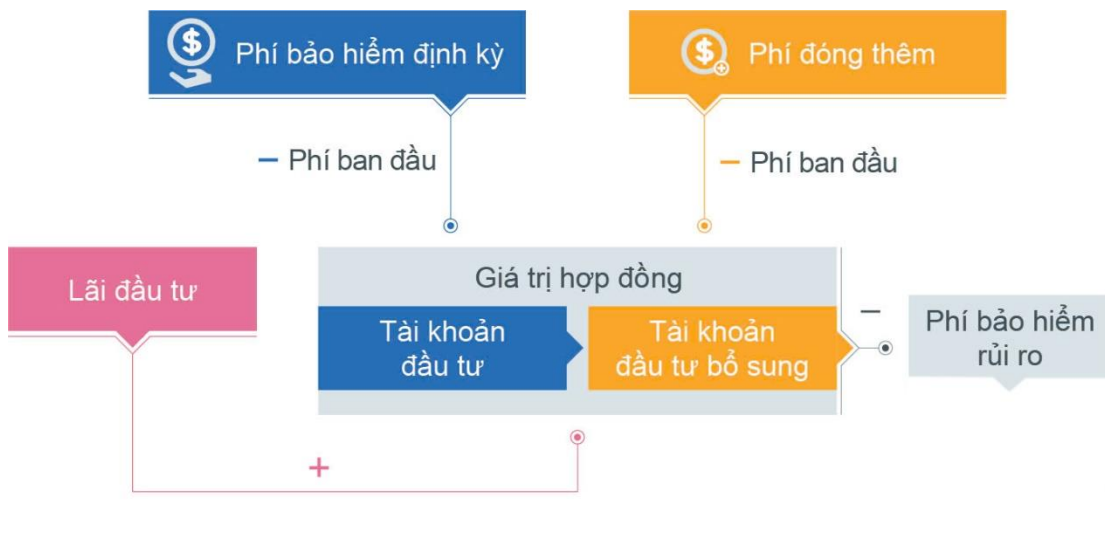 Phí bảo hiểm định kỳ
Phí đóng thêm
– Phí ban đầu
– Phí ban đầu
Lãi đầu tư
Giá trị hợp đồng
Tài khoản
đầu tư
Tài khoản
đầu tư bổ sung
–
Phí bảo hiểm
rủi ro
+